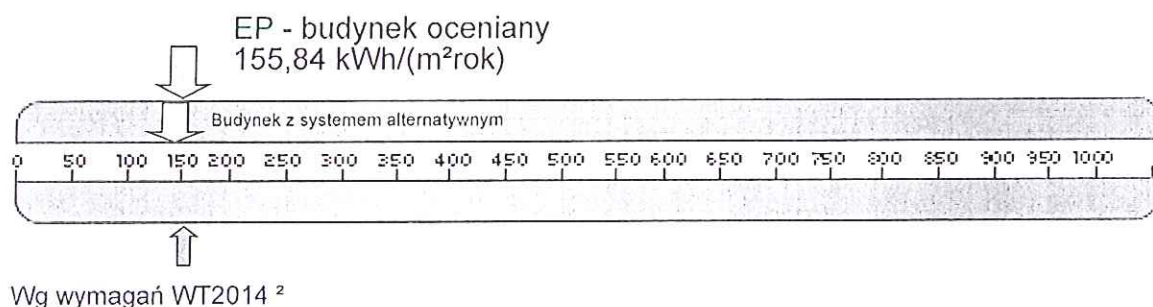 EP - budynek oceniany
155,84 kWh/(m²rok)
Budynek z systemem alternatywnym
0 50 100 150 200 250 300 350 400 450 500 550 600 650 700 750 800 850 900 950 1000
Wg wymagań WT2014 ²